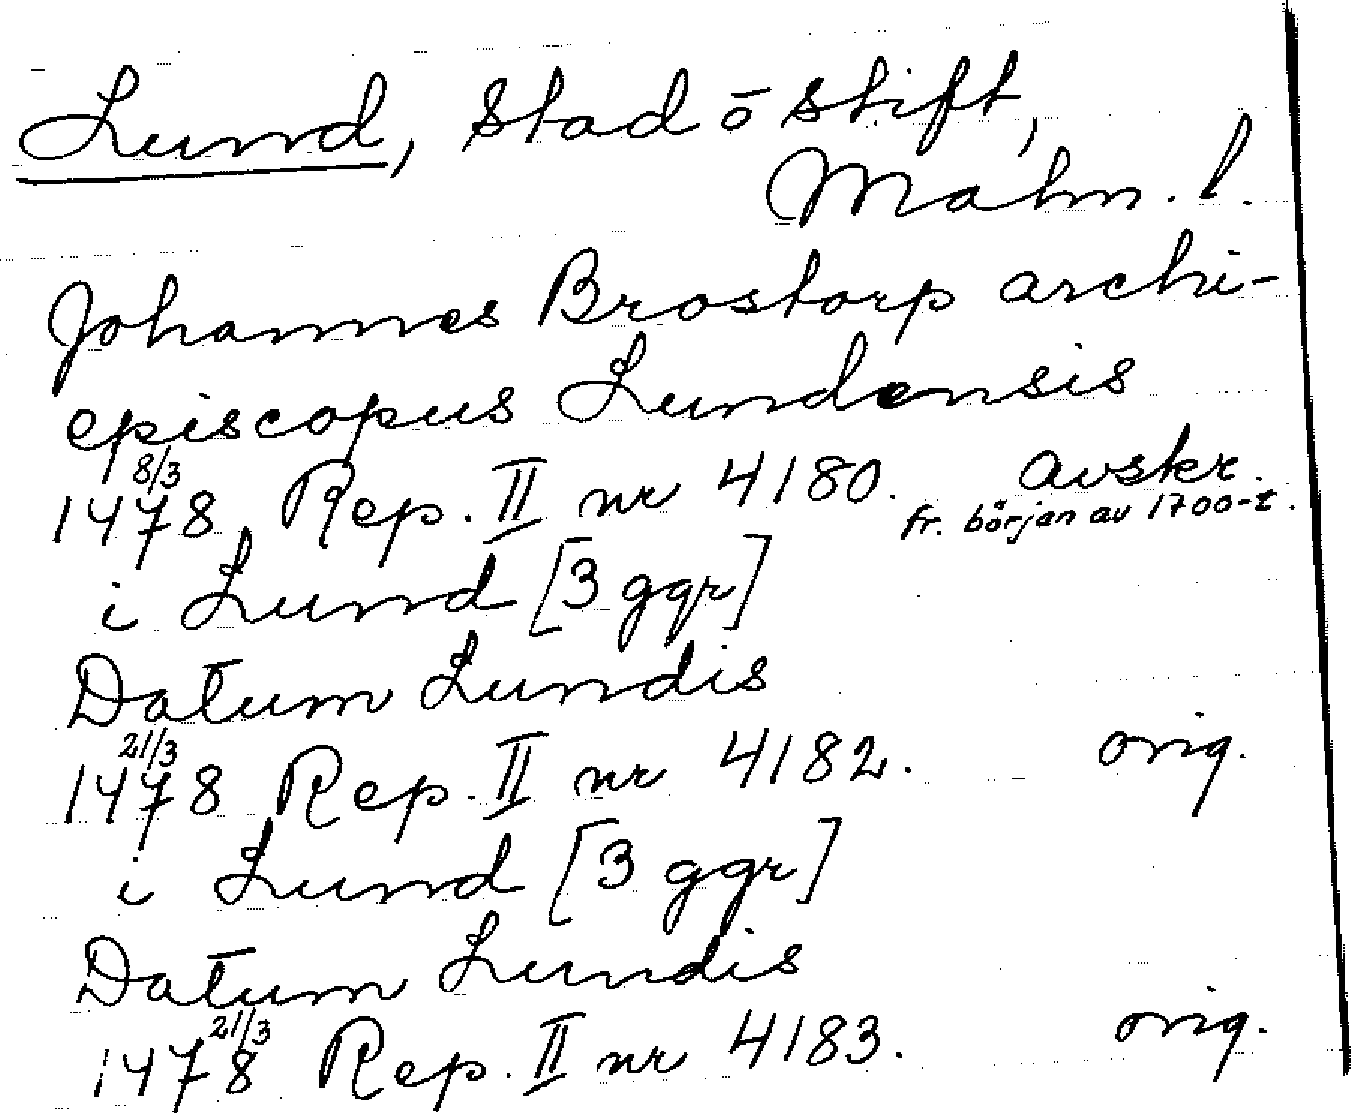 Lund, Stad o stift,
Malm. l.
Johannes Brostorp archi-
episcopus Lundensis
1478 8/3 Rep. II nr 4180. avskr.
fr. början av 1700-t.
i Lund [3 ggr]
Datum Lundis
1478 21/3 Rep. II nr 4182. orig.
i Lund [3 ggr]
Datum Lundis
1478 21/3 Rep. II nr 4183. orig.